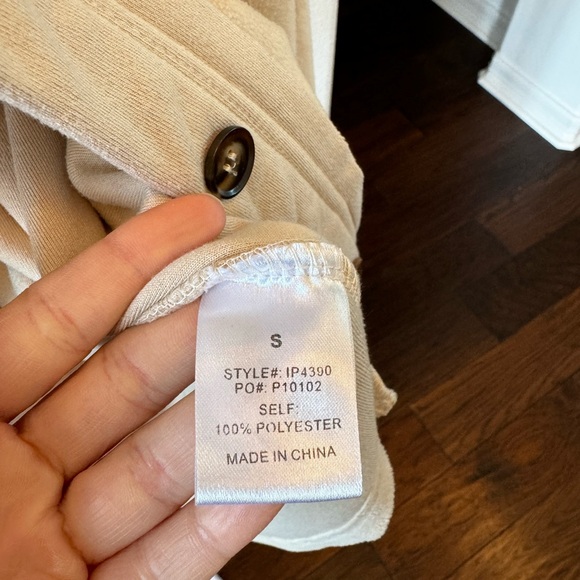 S
STYLE#: IP4390
PO#: P10102
SELF:
100% POLYESTER
MADE IN CHINA